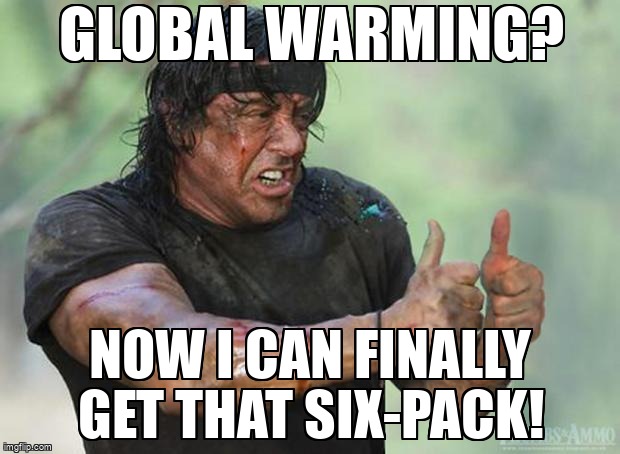 GLOBAL WARMING?
NOW I CAN FINALLY
GET THAT SIX-PACK!
imgflip.com